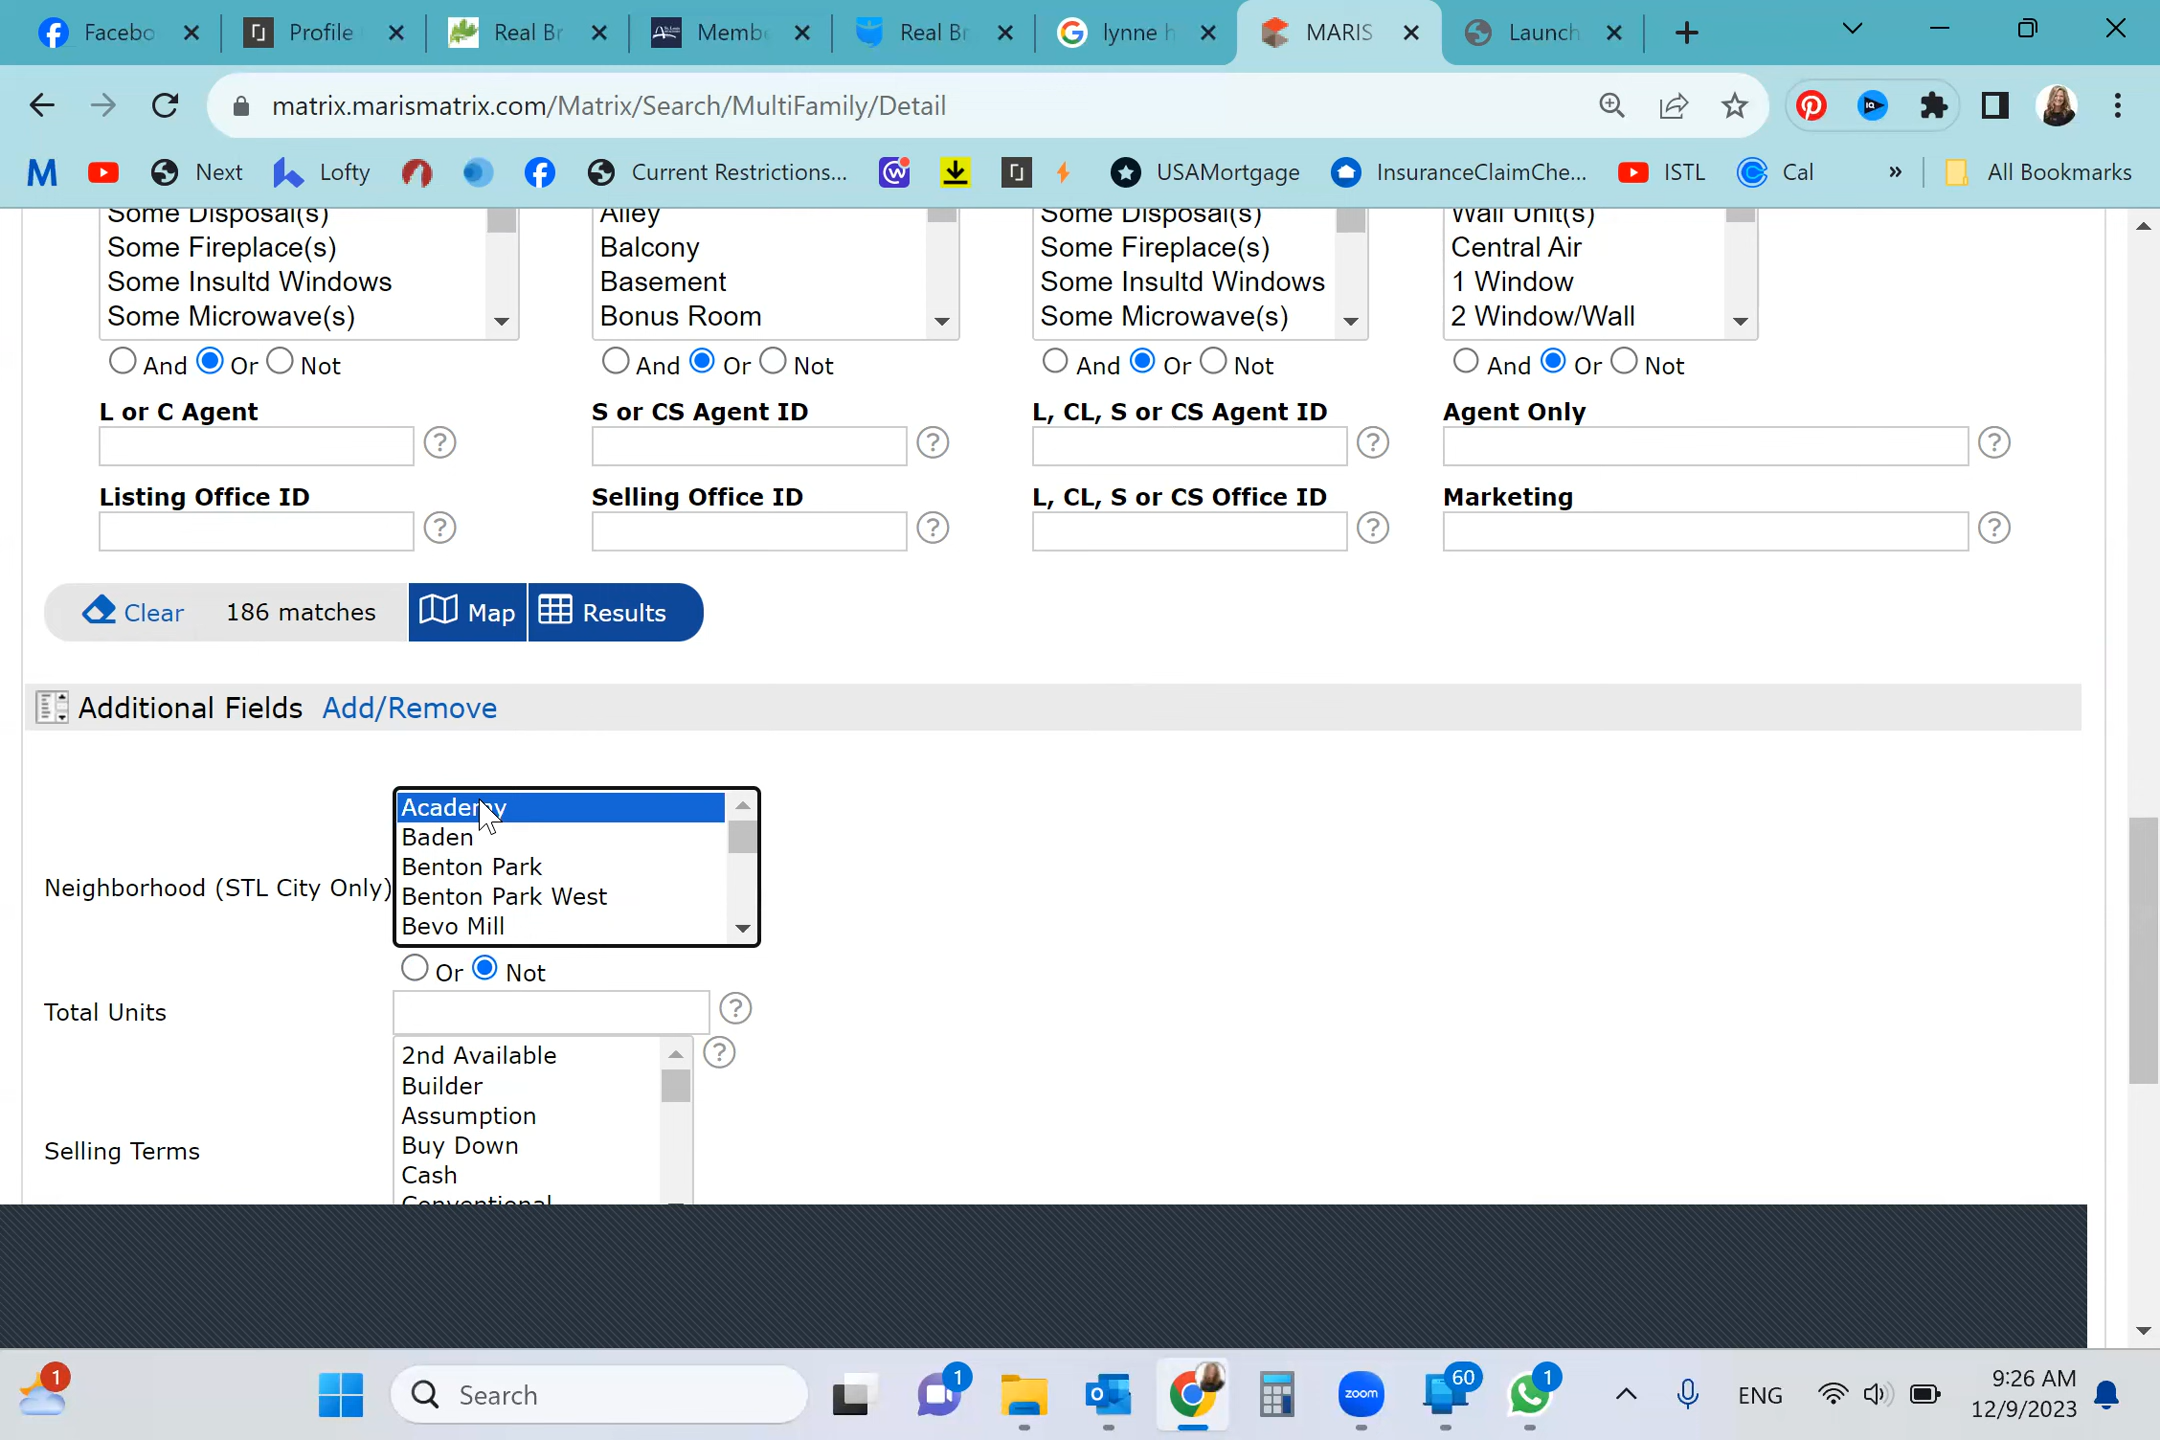 Facebo Profile Real Br Membe Real Br lynne h MARIS Launch
matrix.marismatrix.com/Matrix/Search/MultiFamily/Detail
Next Lofty Current Restrictions... USAMortgage InsuranceClaimChe... ISTL Cal » All Bookmarks
Some Disposal(s) Alley Some Disposal(s) Wall Unit(s)
Some Fireplace(s) Balcony Some Fireplace(s) Central Air
Some Insultd Windows Basement Some Insultd Windows 1 Window
Some Microwave(s) Bonus Room Some Microwave(s) 2 Window/Wall
And Or Not And Or Not And Or Not And Or Not
L or C Agent S or CS Agent ID L, CL, S or CS Agent ID Agent Only
Listing Office ID Selling Office ID L, CL, S or CS Office ID Marketing
Clear 186 matches Map Results
Additional Fields Add/Remove
Academy
Baden
Benton Park
Neighborhood (STL City Only) Benton Park West
Bevo Mill
Or Not
Total Units
2nd Available
Builder
Assumption
Selling Terms Buy Down
Cash
Conventional
1 Search 1 zoom 60 1 ENG 9:26 AM
12/9/2023